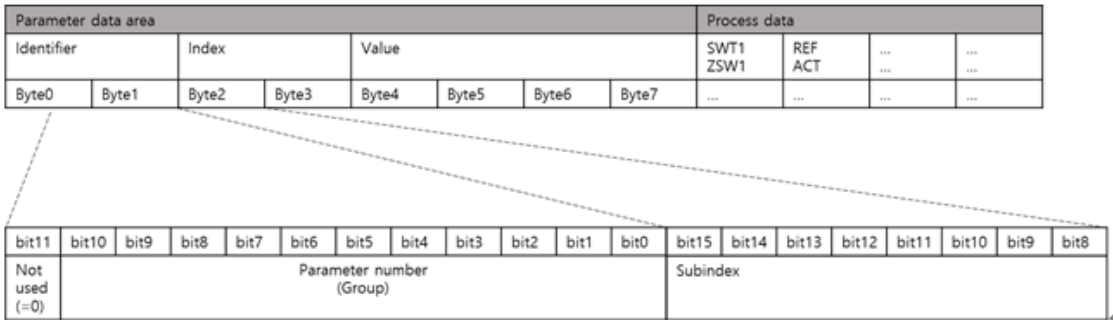 Parameter data area Process data
Identifier Index Value SWT1 REF ... ...
ZSW1 ACT ... ...
Byte0 Byte1 Byte2 Byte3 Byte4 Byte5 Byte6 Byte7 ... ... ... ...
bit11 bit10 bit9 bit8 bit7 bit6 bit5 bit4 bit3 bit2 bit1 bit0 bit15 bit14 bit13 bit12 bit11 bit10 bit9 bit8
Not Parameter number Subindex
used (Group)
(=0)